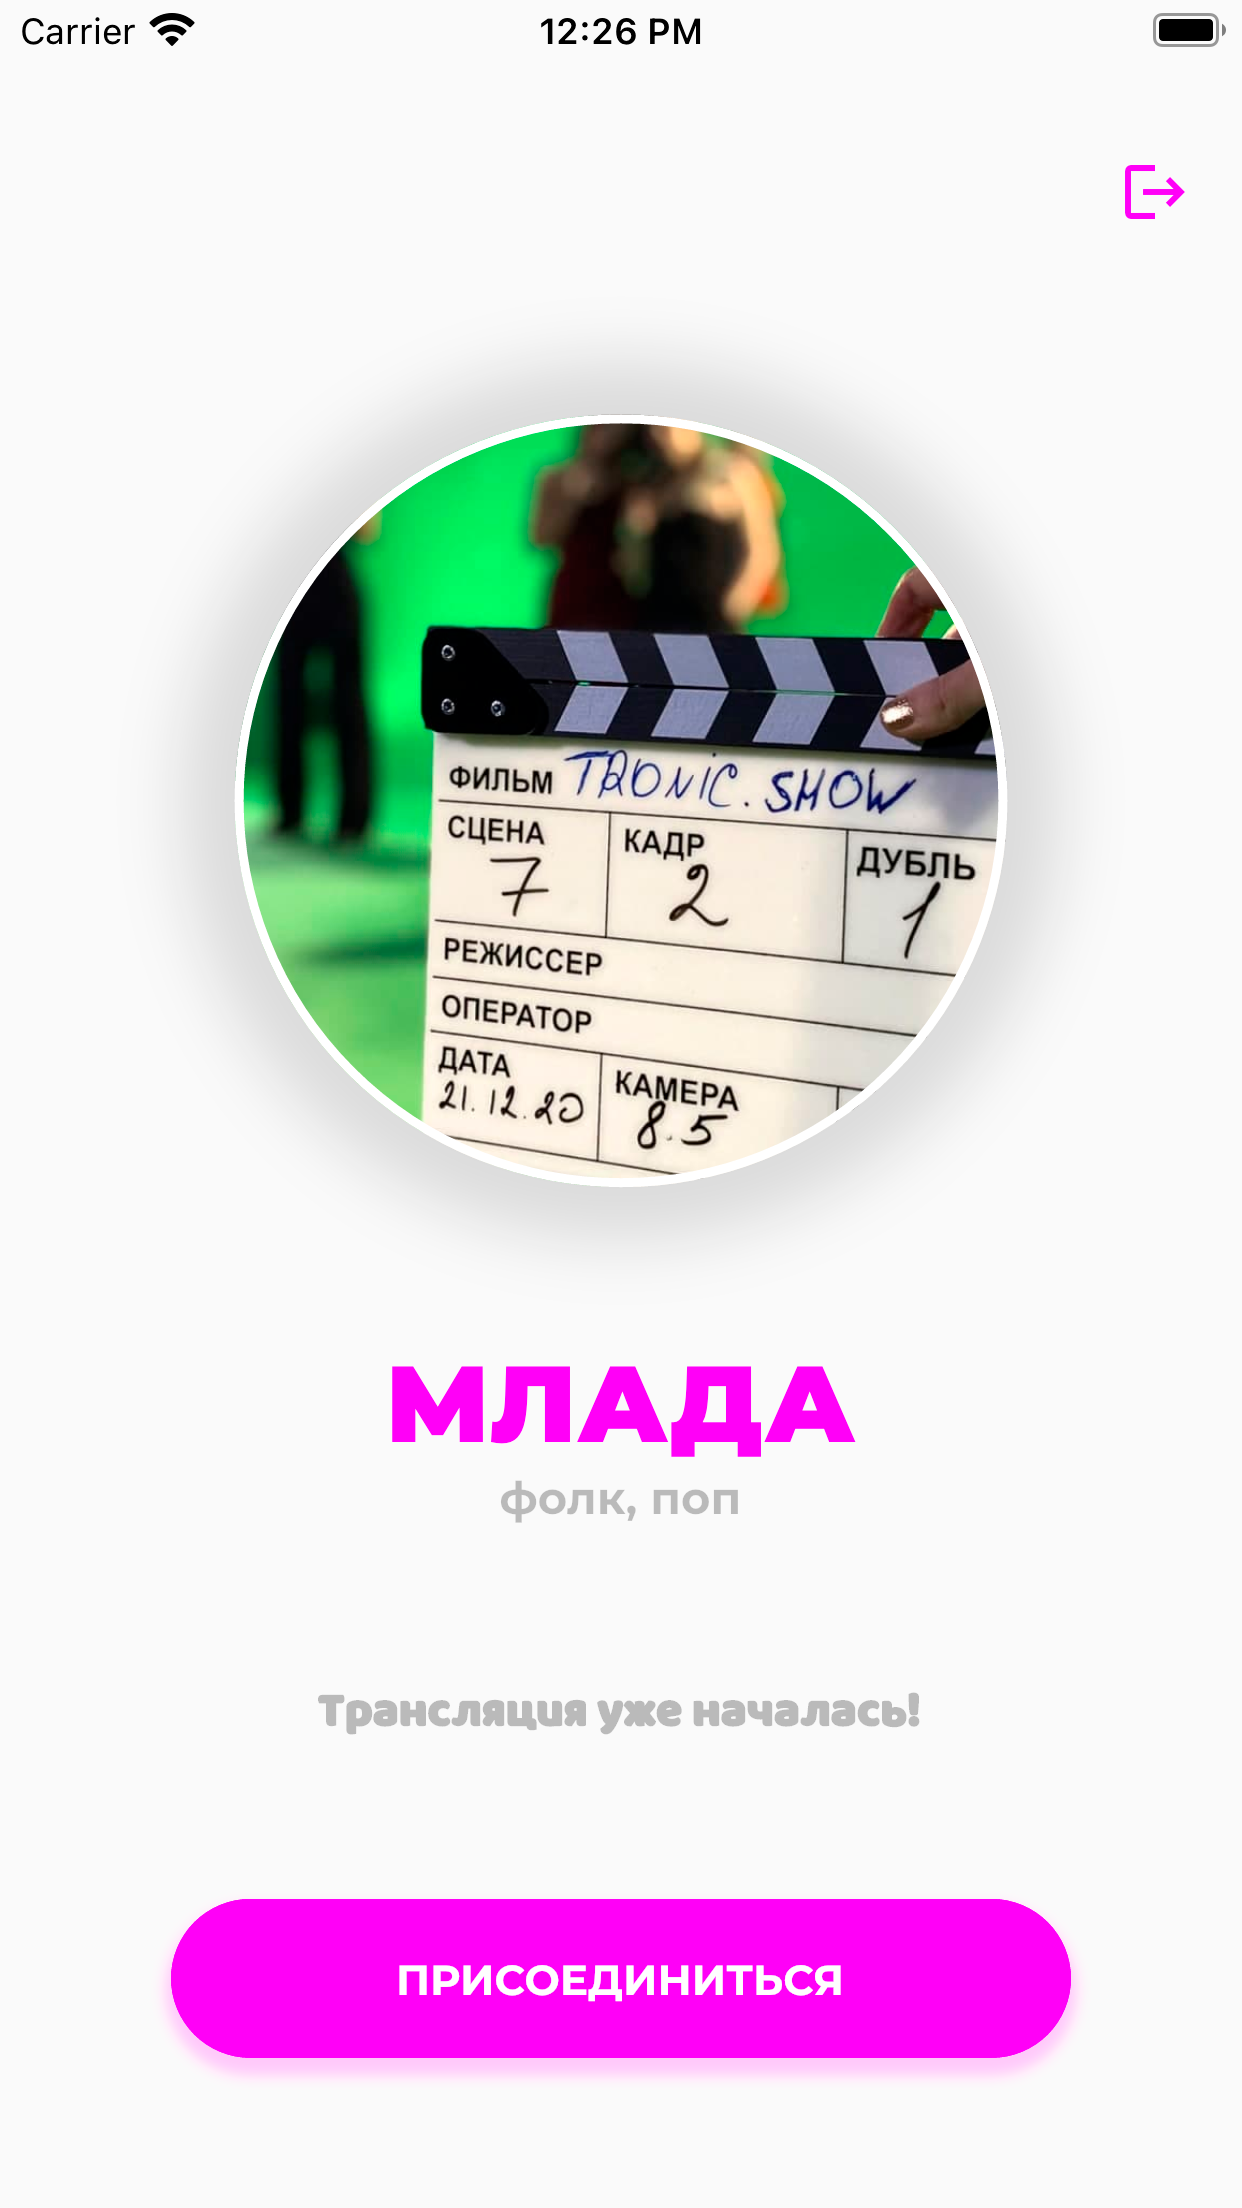 Carrier 12:26 PM
ФИЛЬМ TRONIC.SHOW
СЦЕНА КАДР ДУБЛЬ
7 2 1
РЕЖИССЕР
ОПЕРАТОР
ДАТА КАМЕРА
21.12.20 8.5
МЛАДА
фолк, поп
Трансляция уже началась!
ПРИСОЕДИНИТЬСЯ